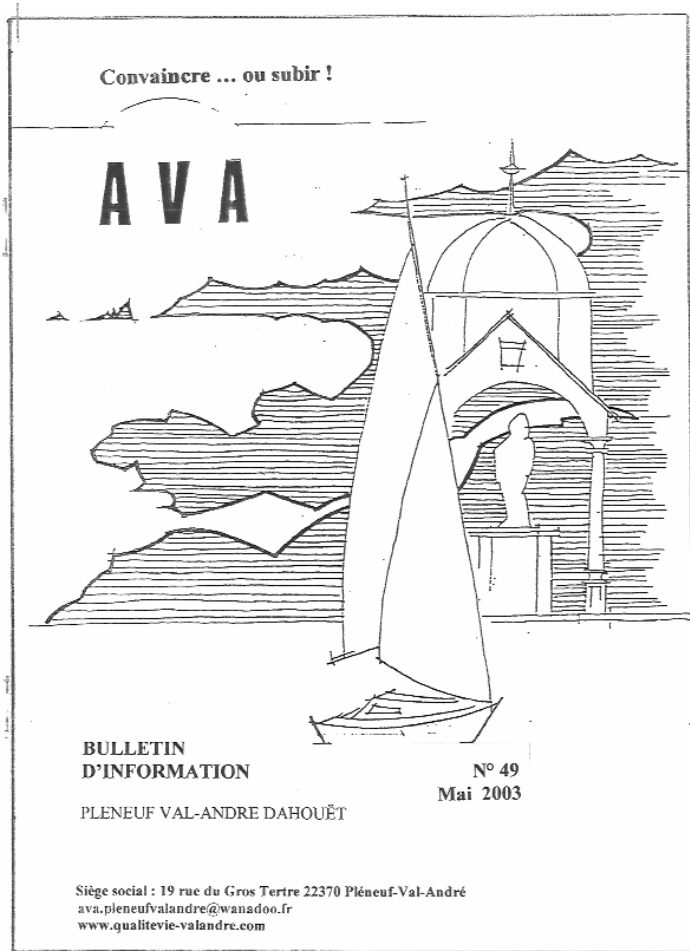 Convaincre ... ou subir !
AVA
BULLETIN
D'INFORMATION
N° 49
Mai 2003
PLENEUF VAL-ANDRE DAHOUËT
Siège social : 19 rue du Gros Tertre 22370 Pléneuf-Val-André
ava.pleneufvalandre@wanadoo.fr
www.qualitevie-valandre.com